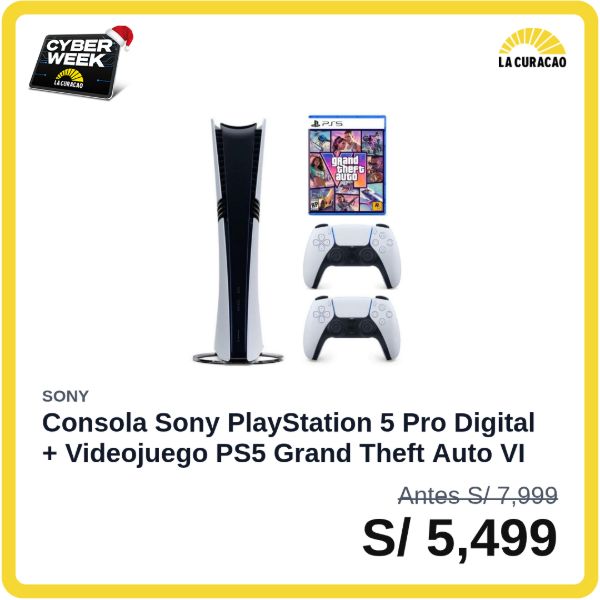 CYBER
WEEK
LA CURACAO
LA CURACAO
PS5
grand
theft
auto
VI
SONY
Consola Sony PlayStation 5 Pro Digital
+ Videojuego PS5 Grand Theft Auto VI
Antes S/ 7,999
S/ 5,499